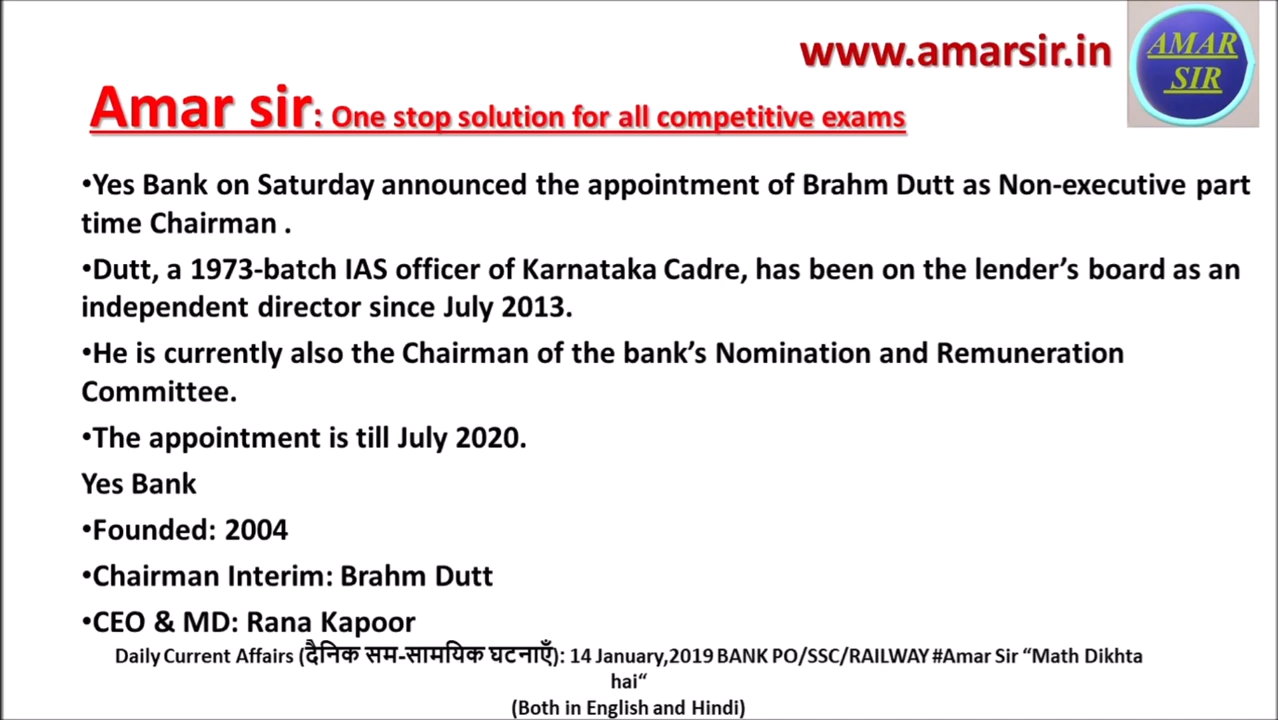 www.amarsir.in
AMAR
SIR
Amar sir: One stop solution for all competitive exams
•Yes Bank on Saturday announced the appointment of Brahm Dutt as Non-executive part
time Chairman .
•Dutt, a 1973-batch IAS officer of Karnataka Cadre, has been on the lender’s board as an
independent director since July 2013.
•He is currently also the Chairman of the bank’s Nomination and Remuneration
Committee.
•The appointment is till July 2020.
Yes Bank
•Founded: 2004
•Chairman Interim: Brahm Dutt
•CEO & MD: Rana Kapoor
Daily Current Affairs (दैनिक सम-सामयिक घटनाएँ): 14 January,2019 BANK PO/SSC/RAILWAY #Amar Sir “Math Dikhta
hai“
(Both in English and Hindi)